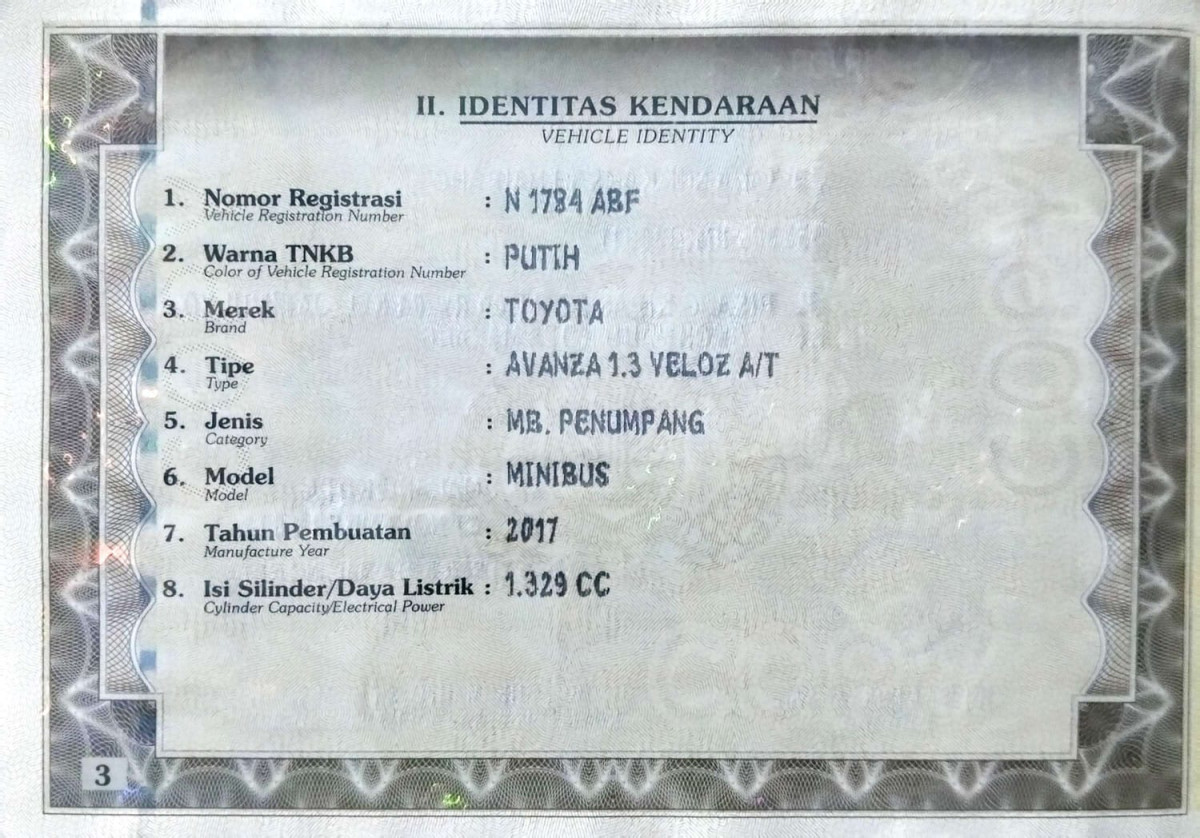 II. IDENTITAS KENDARAAN
VEHICLE IDENTITY
1. Nomor Registrasi : N 1784 ABF
Vehicle Registration Number
2. Warna TNKB : PUTIH
Color of Vehicle Registration Number
3. Merek : TOYOTA
Brand
4. Tipe : AVANZA 1.3 VELOZ A/T
Type
5. Jenis : MB. PENUMPANG
Category
6. Model : MINIBUS
Model
7. Tahun Pembuatan : 2017
Manufacture Year
8. Isi Silinder/Daya Listrik : 1.329 CC
Cylinder Capacity/Electrical Power
3